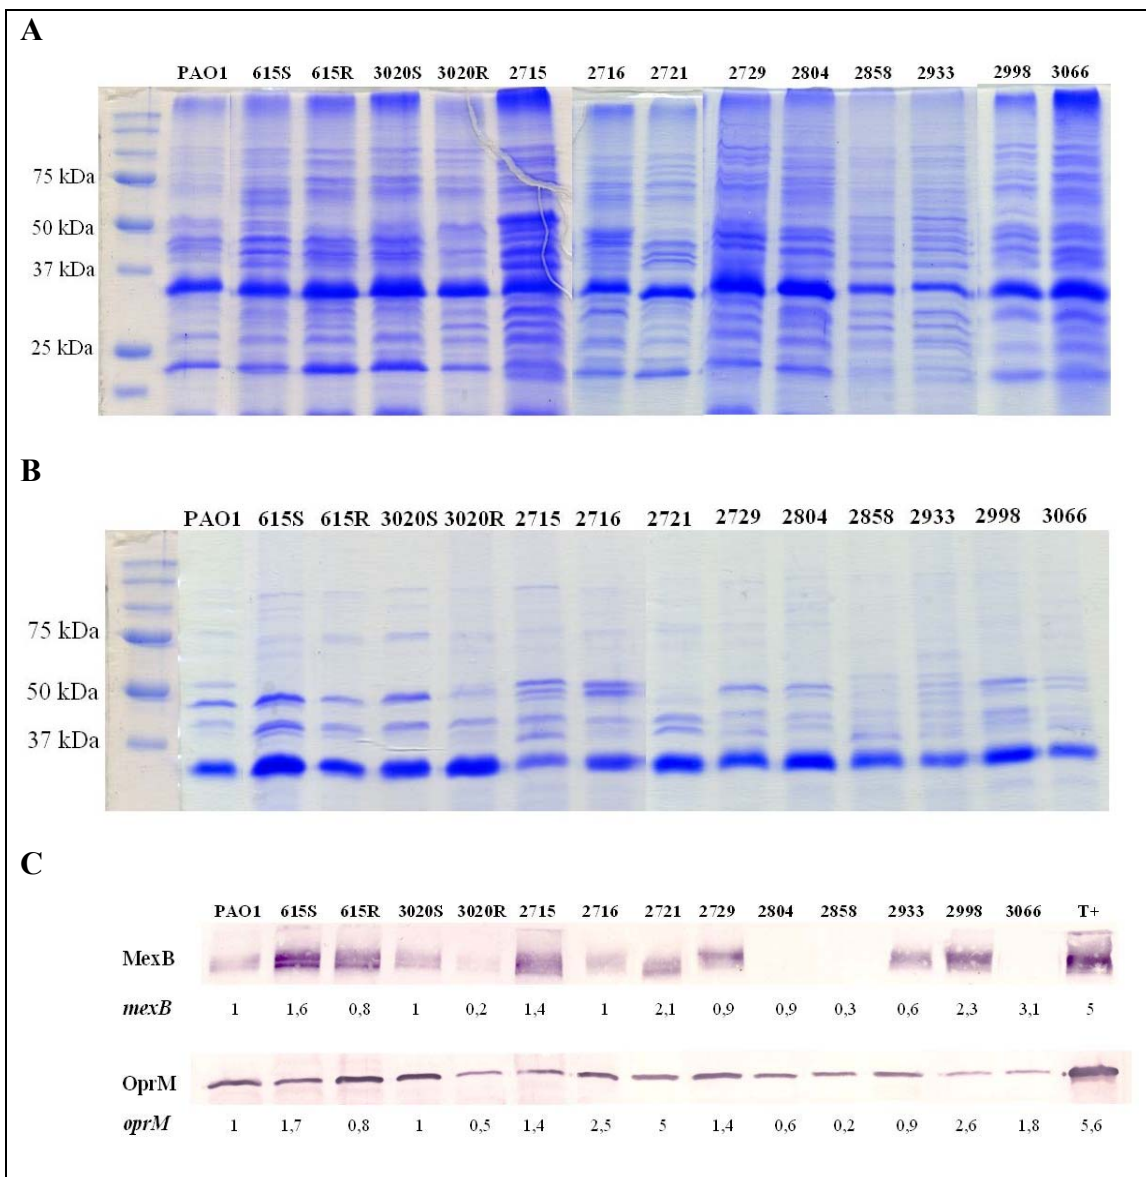 A
PAO1 615S 615R 3020S 3020R 2715 2716 2721 2729 2804 2858 2933 2998 3066
75 kDa
50 kDa
37 kDa
25 kDa
B
PAO1 615S 615R 3020S 3020R 2715 2716 2721 2729 2804 2858 2933 2998 3066
75 kDa
50 kDa
37 kDa
C
PAO1 615S 615R 3020S 3020R 2715 2716 2721 2729 2804 2858 2933 2998 3066 T+
MexB
mexB 1 1,6 0,8 1 0,2 1,4 1 2,1 0,9 0,9 0,3 0,6 2,3 3,1 5
OprM
oprM 1 1,7 0,8 1 0,5 1,4 2,5 5 1,4 0,6 0,2 0,9 2,6 1,8 5,6